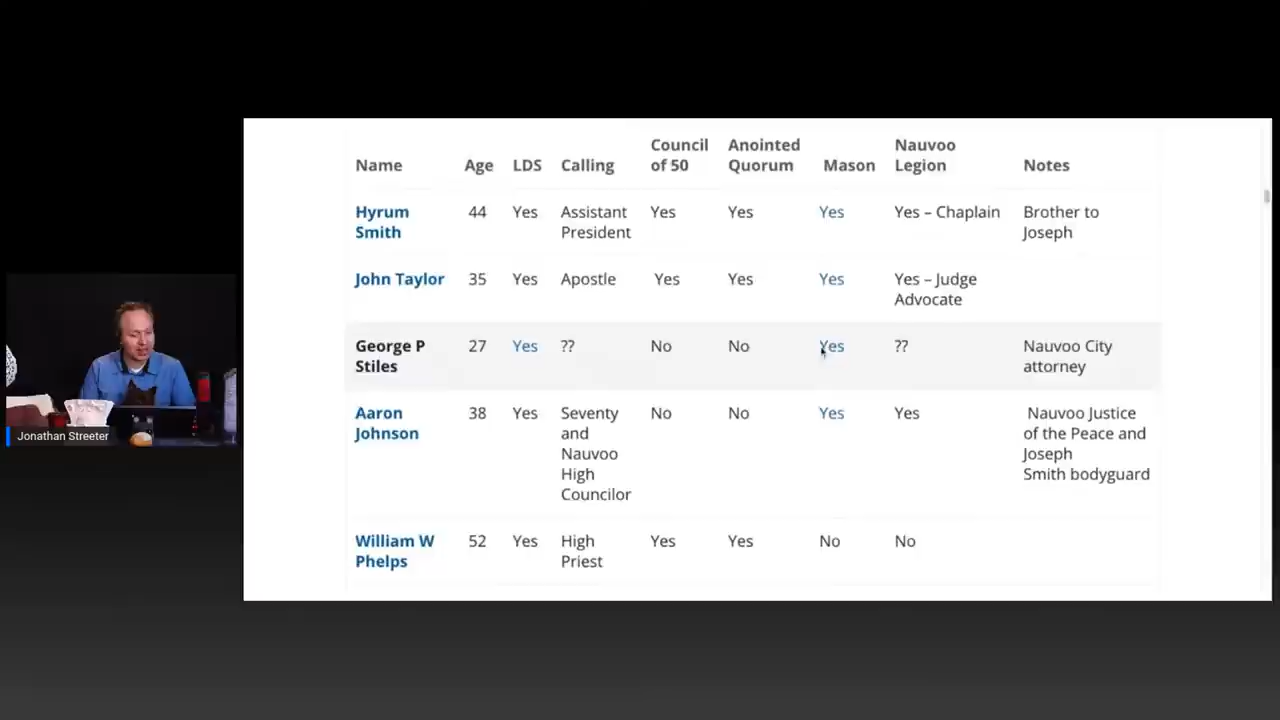 Council Anointed Nauvoo
Name Age LDS Calling of 50 Quorum Mason Legion Notes
Hyrum 44 Yes Assistant Yes Yes Yes Yes – Chaplain Brother to
Smith President Joseph
John Taylor 35 Yes Apostle Yes Yes Yes Yes – Judge
Advocate
George P 27 Yes ?? No No Yes ?? Nauvoo City
Stiles attorney
Aaron 38 Yes Seventy No No Yes Yes Nauvoo Justice
Johnson and of the Peace and
Nauvoo Joseph
High Smith bodyguard
Councilor
William W 52 Yes High Yes Yes No No
Phelps Priest
Jonathan Streeter